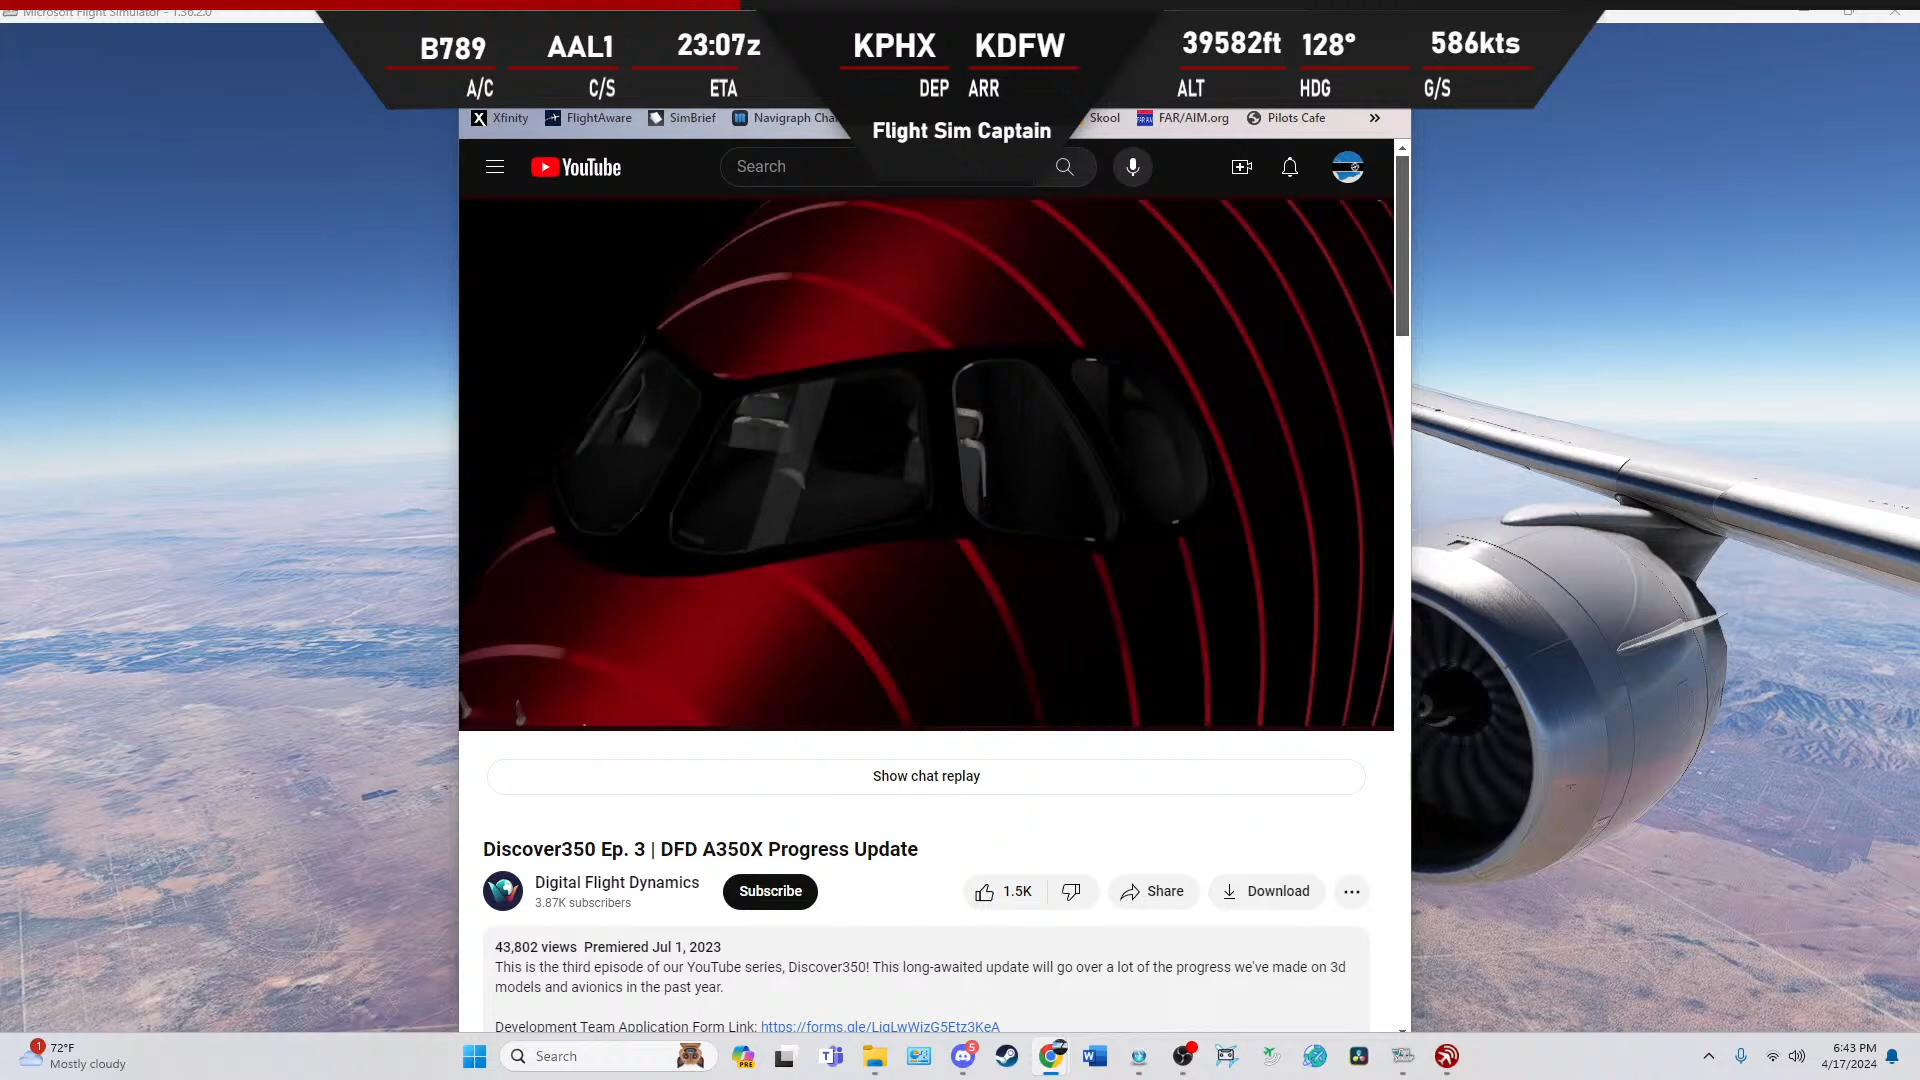 Microsoft Flight Simulator - 1.36.2.0
B789 AAL1 23:07z KPHX KDFW 39582ft 128° 586kts
A/C C/S ETA DEP ARR ALT HDG G/S
Flight Sim Captain
Xfinity FlightAware SimBrief Navigraph Cha Skool FAR/AIM.org Pilots Cafe »
YouTube Search
Show chat replay
Discover350 Ep. 3 | DFD A350X Progress Update
Digital Flight Dynamics
3.87K subscribers
Subscribe
1.5K Share Download
43,802 views Premiered Jul 1, 2023
This is the third episode of our YouTube series, Discover350! This long-awaited update will go over a lot of the progress we've made on 3d
models and avionics in the past year.
Development Team Application Form Link:
72°F
Mostly cloudy
Search
6:43 PM
4/17/2024